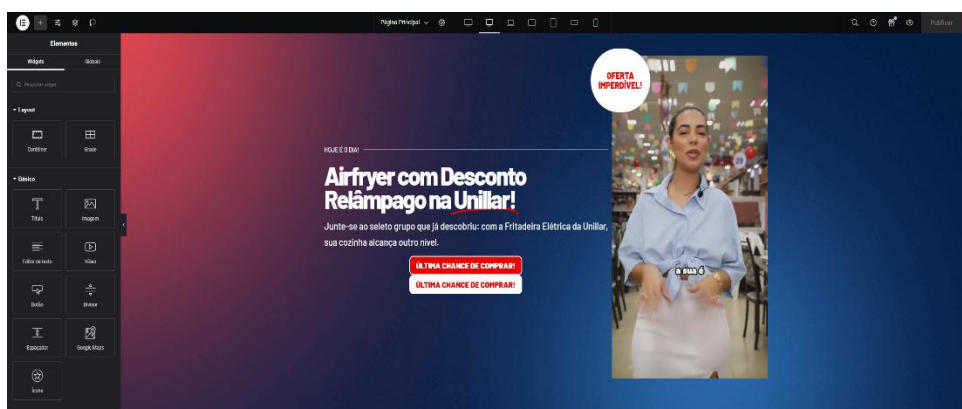 Página Principal
Publicar
Elementos
Widgets
Globais
Pesquisar widget
Layout
Contêiner
Grade
Básico
Título
Imagem
Editor de texto
Vídeo
Botão
Divisor
Espaçador
Google Maps
Ícone
OFERTA
IMPERDÍVEL!
HOJE É O DIA!
Airfryer com Desconto
Relâmpago na Unillar!
Junte-se ao seleto grupo que já descobriu: com a Fritadeira Elétrica da Unillar,
sua cozinha alcança outro nível.
ÚLTIMA CHANCE DE COMPRAR!
ÚLTIMA CHANCE DE COMPRAR!
a sua é